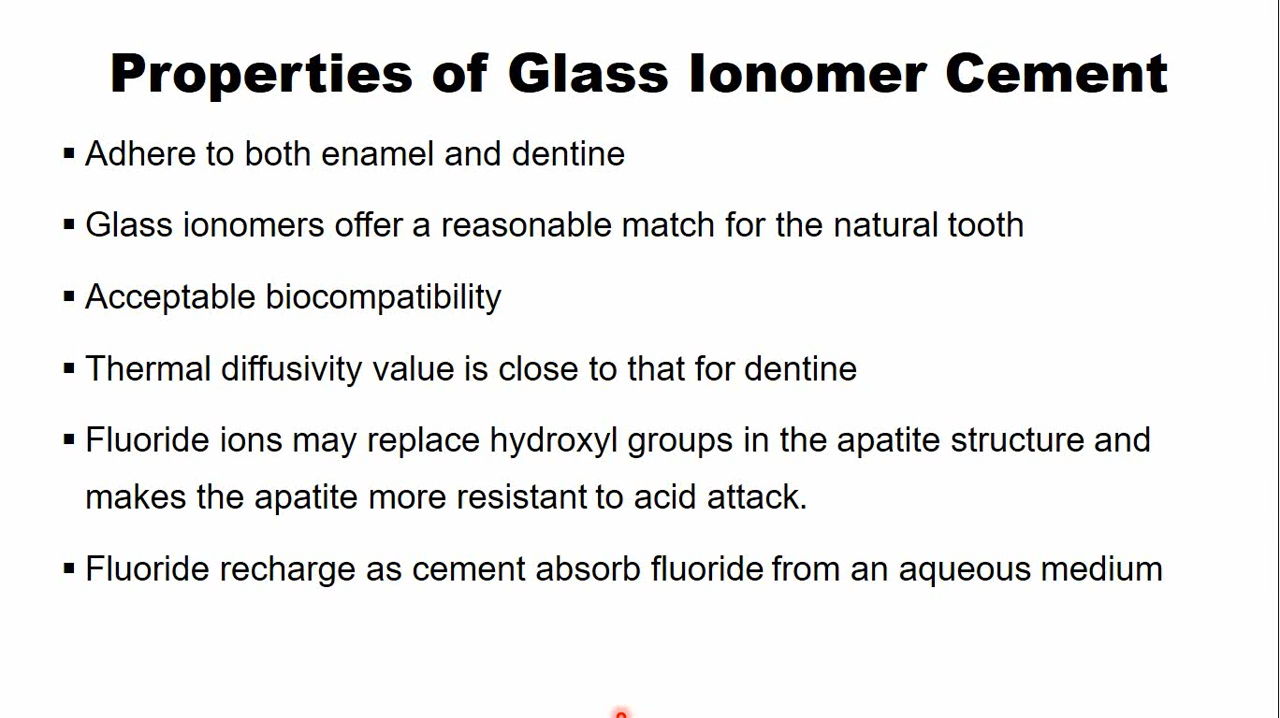 Properties of Glass Ionomer Cement
▪ Adhere to both enamel and dentine
▪ Glass ionomers offer a reasonable match for the natural tooth
▪ Acceptable biocompatibility
▪ Thermal diffusivity value is close to that for dentine
▪ Fluoride ions may replace hydroxyl groups in the apatite structure and
makes the apatite more resistant to acid attack.
▪ Fluoride recharge as cement absorb fluoride from an aqueous medium